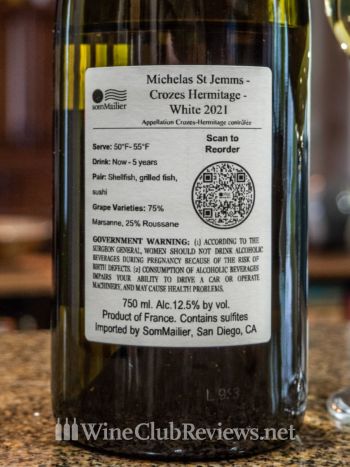 Michelas St Jemms -
Crozes Hermitage -
White 2021
Appellation Crozes-Hermitage contrôlée
somMailier
Scan to
Reorder
Serve: 50°F- 55°F
Drink: Now - 5 years
Pair: Shellfish, grilled fish,
sushi
Grape Varieties: 75%
Marsanne, 25% Roussane
GOVERNMENT WARNING: (1) ACCORDING TO THE
SURGEON GENERAL, WOMEN SHOULD NOT DRINK ALCOHOLIC
BEVERAGES DURING PREGNANCY BECAUSE OF THE RISK OF
BIRTH DEFECTS. (2) CONSUMPTION OF ALCOHOLIC BEVERAGES
IMPAIRS YOUR ABILITY TO DRIVE A CAR OR OPERATE
MACHINERY, AND MAY CAUSE HEALTH PROBLEMS.
750 ml. Alc.12.5% by vol.
Product of France. Contains sulfites
Imported by SomMailier, San Diego, CA
WineClubReviews.net